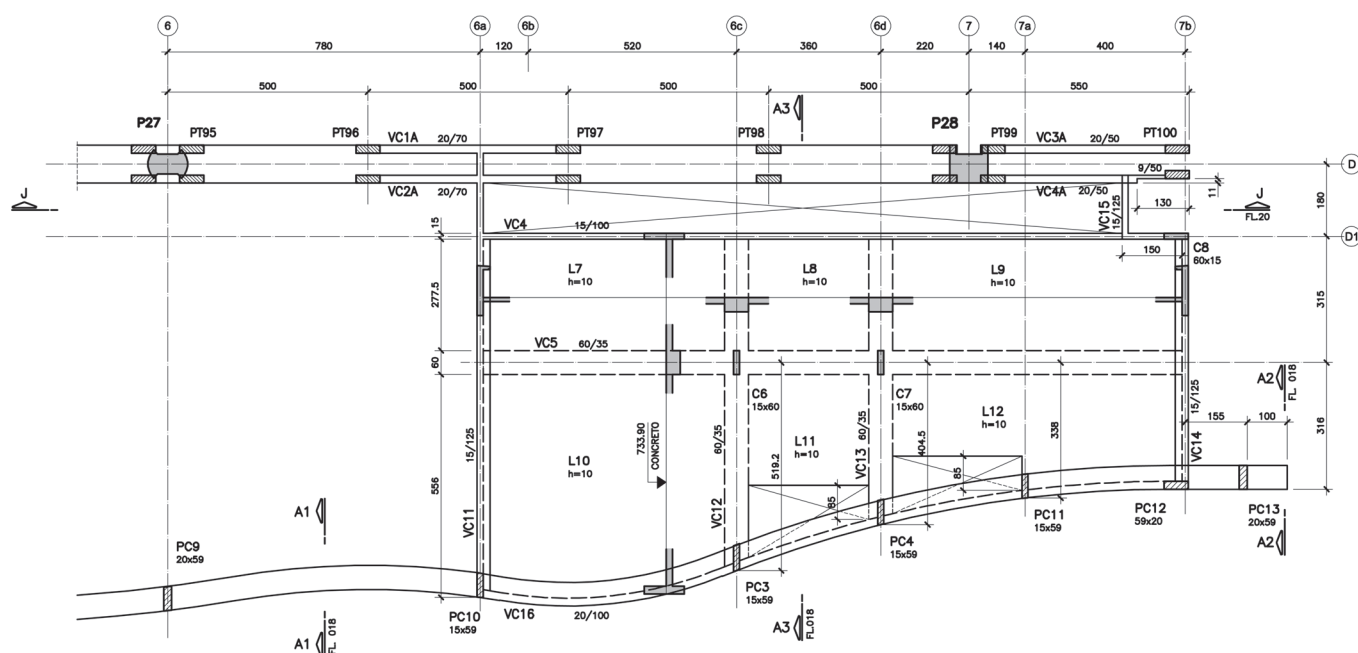 6
6a
6b
6c
6d
7
7a
7b
780
120
520
360
220
140
400
500
500
500
500
550
A3
P27
PT95
PT96
VC1A
20/70
PT97
PT98
P28
PT99
VC3A
20/50
PT100
D
9/50
VC2A
20/70
VC4A
20/50
11
J
J
FL.20
130
180
15
VC4
15/100
VC15
15/125
D1
150
C8
60x15
L7
h=10
L8
h=10
L9
h=10
277.5
315
VC5
60/35
60
A2
FL 018
C6
15x60
C7
15x60
15/125
15/125
155
100
733.90
CONCRETO
60/35
L11
h=10
60/35
L12
h=10
404.5
338
316
L10
h=10
519.2
VC13
VC14
556
85
85
VC11
VC12
A1
PC11
15x59
PC12
59x20
PC13
20x59
PC4
15x59
A2
PC9
20x59
PC3
15x59
PC10
15x59
VC16
20/100
A1
FL 018
A3
FL.018